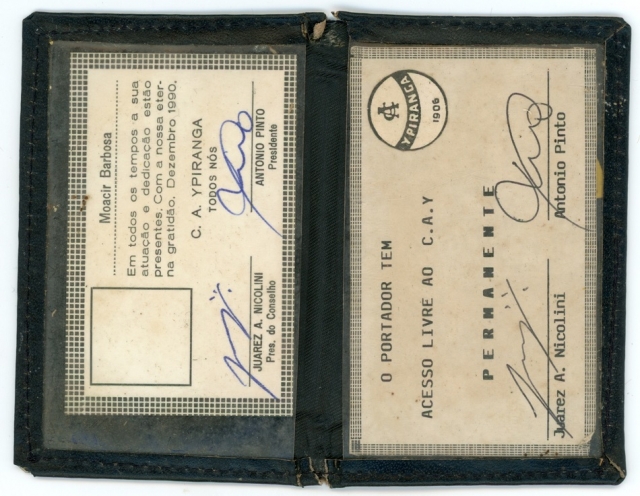 Moacir Barbosa
Em todos os tempos a sua
atuação e dedicação estão
presentes. Com a nossa eter-
na gratidão. Dezembro 1990.
C. A. YPIRANGA
TODOS NÓS
JUAREZ A. NICOLINI
Pres. do Conselho
ANTONIO PINTO
Presidente
CAY
YPIRANGA
1906
O PORTADOR TEM
ACESSO LIVRE AO C.A.Y
PERMANENTE
Juarez A. Nicolini
Antonio Pinto